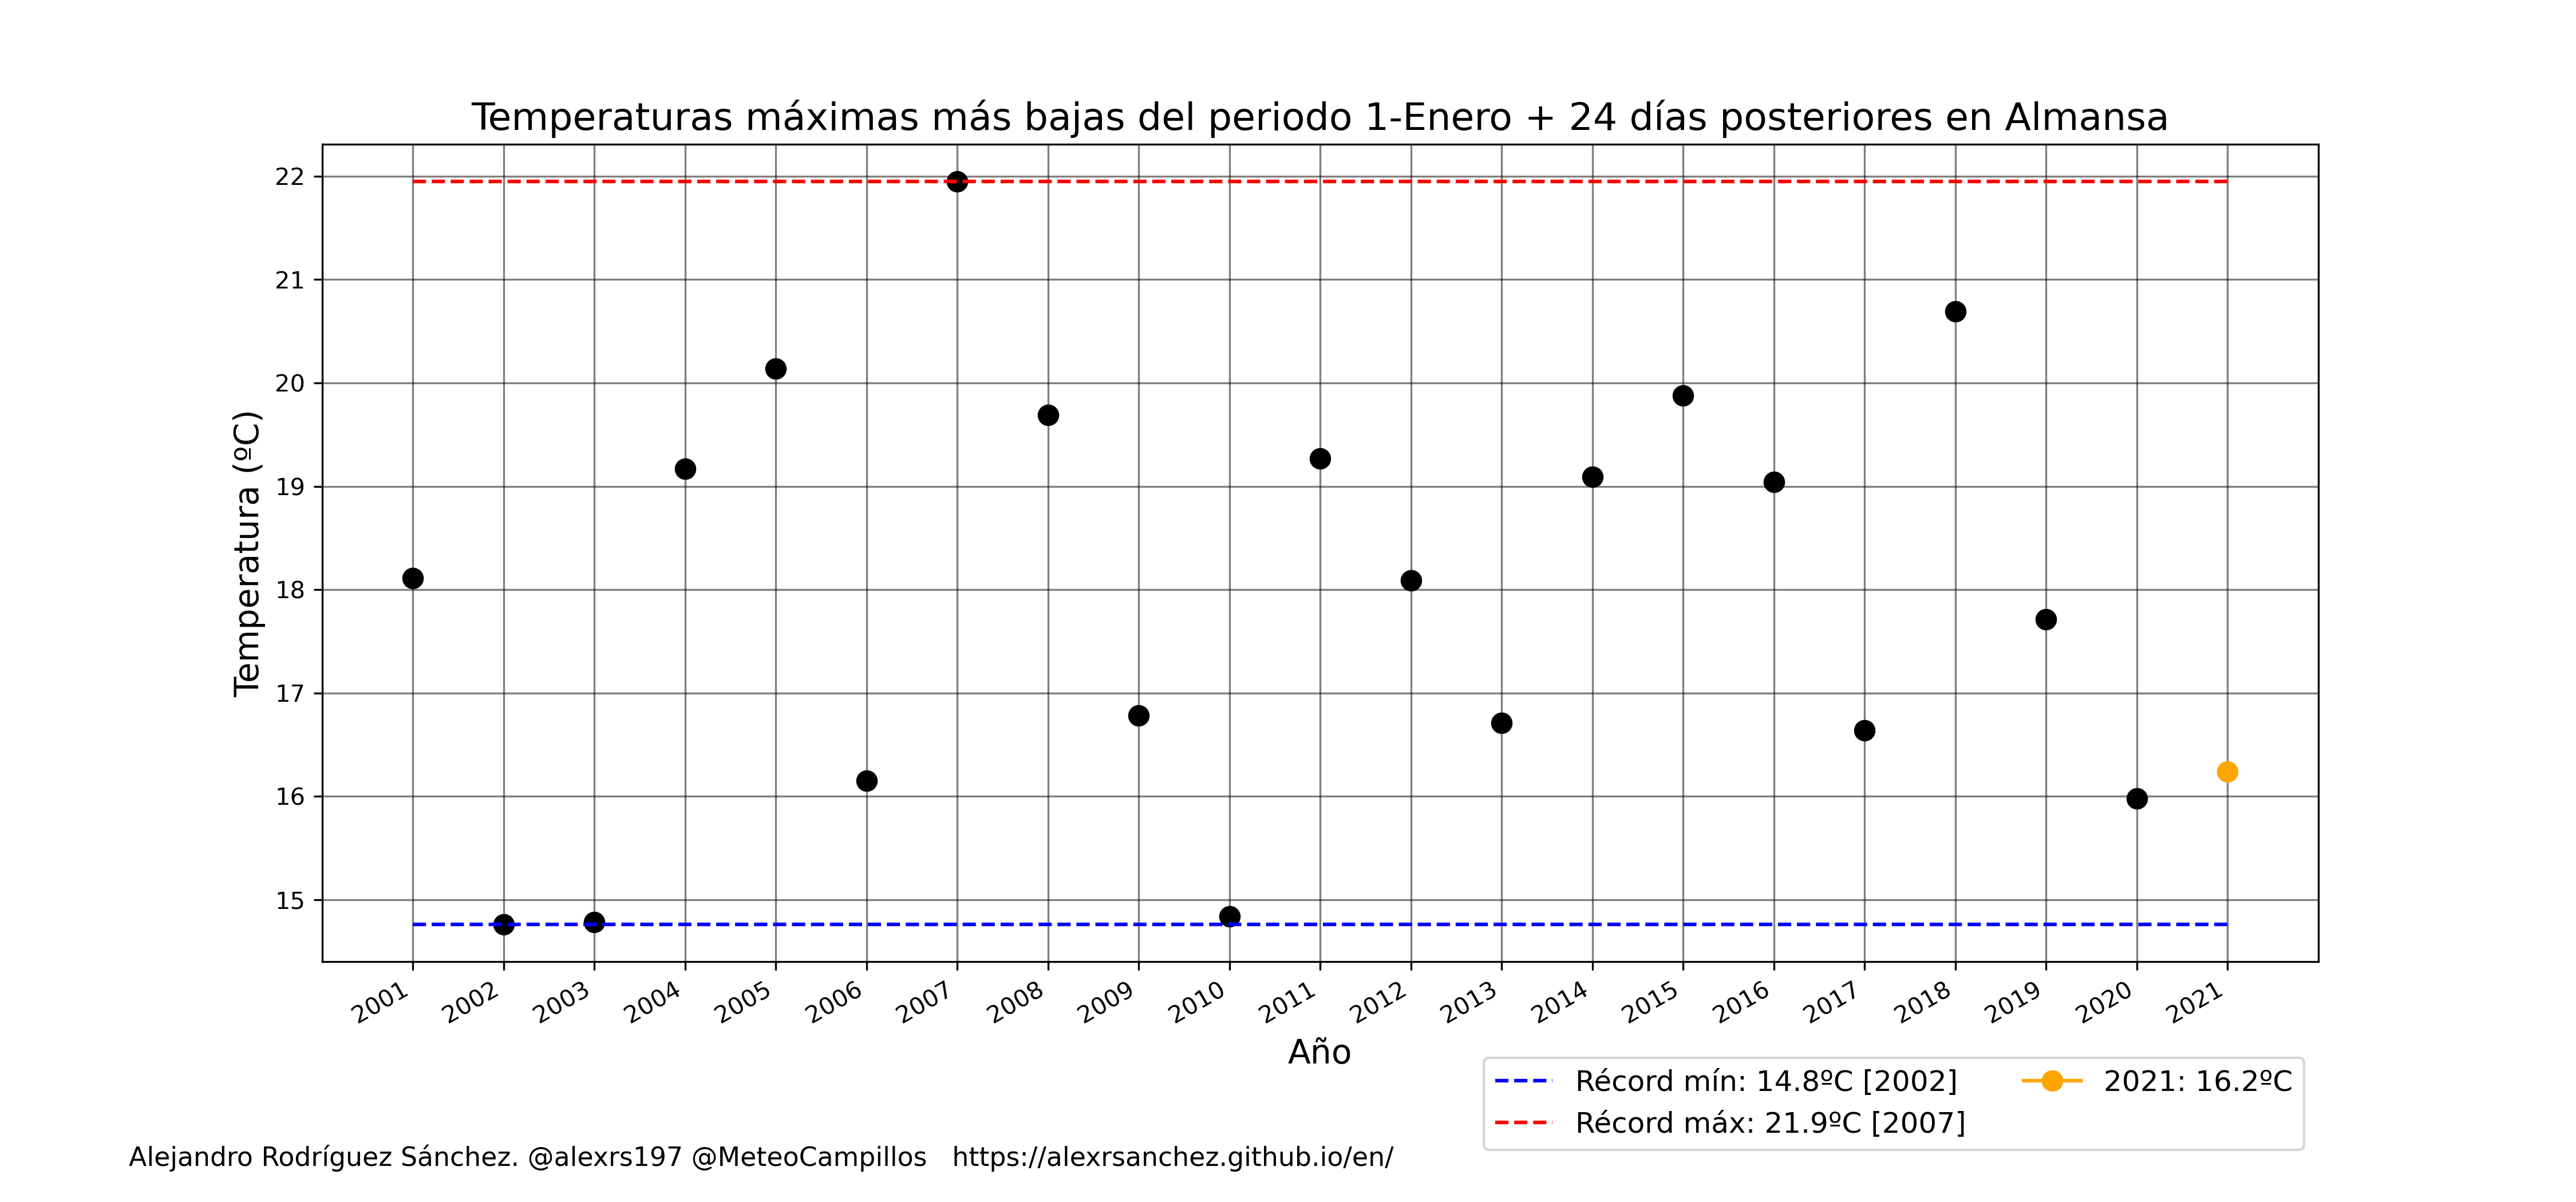 Temperaturas máximas más bajas del periodo 1-Enero + 24 días posteriores en Almansa
Temperatura (ºC)
22
21
20
19
18
17
16
15
2001 2002 2003 2004 2005 2006 2007 2008 2009 2010 2011 2012 2013 2014 2015 2016 2017 2018 2019 2020 2021
Año
Récord mín: 14.8ºC [2002]
Récord máx: 21.9ºC [2007]
2021: 16.2ºC
Alejandro Rodríguez Sánchez. @alexrs197 @MeteoCampillos https://alexrsanchez.github.io/en/